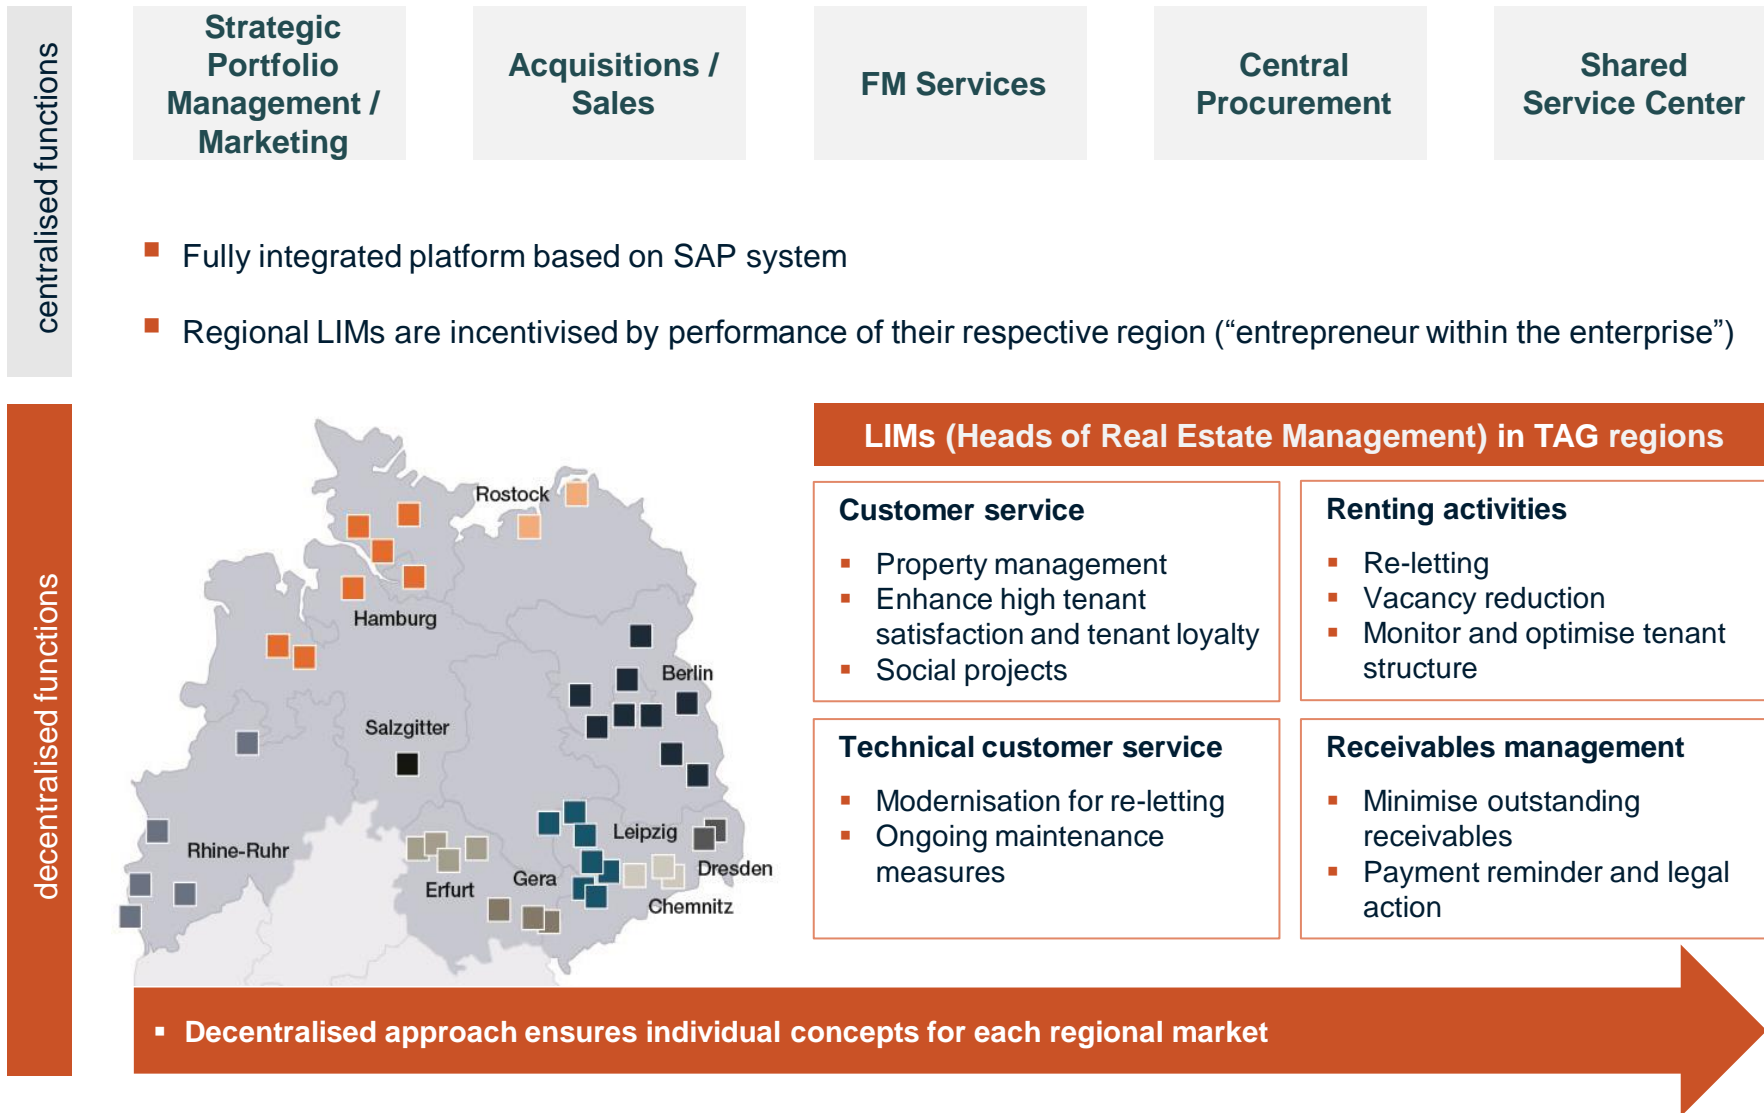 centralised functions
Strategic
Portfolio
Management /
Marketing
Acquisitions /
Sales
FM Services
Central
Procurement
Shared
Service Center
▪ Fully integrated platform based on SAP system
▪ Regional LIMs are incentivised by performance of their respective region (“entrepreneur within the enterprise”)
decentralised functions
Rostock
Hamburg
Berlin
Salzgitter
Leipzig
Rhine-Ruhr
Dresden
Gera
Erfurt
Chemnitz
LIMs (Heads of Real Estate Management) in TAG regions
Customer service
▪ Property management
▪ Enhance high tenant
satisfaction and tenant loyalty
▪ Social projects
Renting activities
▪ Re-letting
▪ Vacancy reduction
▪ Monitor and optimise tenant
structure
Technical customer service
▪ Modernisation for re-letting
▪ Ongoing maintenance
measures
Receivables management
▪ Minimise outstanding
receivables
▪ Payment reminder and legal
action
▪ Decentralised approach ensures individual concepts for each regional market